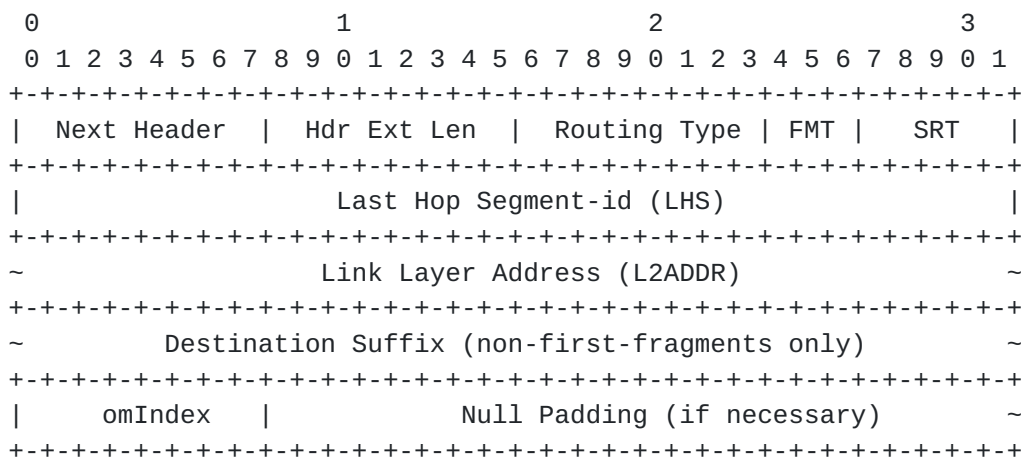 0                   1                   2                   3
 0 1 2 3 4 5 6 7 8 9 0 1 2 3 4 5 6 7 8 9 0 1 2 3 4 5 6 7 8 9 0 1
+-+-+-+-+-+-+-+-+-+-+-+-+-+-+-+-+-+-+-+-+-+-+-+-+-+-+-+-+-+-+-+-+
|  Next Header  |  Hdr Ext Len  |  Routing Type | FMT |   SRT   |
+-+-+-+-+-+-+-+-+-+-+-+-+-+-+-+-+-+-+-+-+-+-+-+-+-+-+-+-+-+-+-+-+
|                    Last Hop Segment-id (LHS)                  |
+-+-+-+-+-+-+-+-+-+-+-+-+-+-+-+-+-+-+-+-+-+-+-+-+-+-+-+-+-+-+-+-+
~                   Link Layer Address (L2ADDR)                 ~
+-+-+-+-+-+-+-+-+-+-+-+-+-+-+-+-+-+-+-+-+-+-+-+-+-+-+-+-+-+-+-+-+
~         Destination Suffix (non-first-fragments only)         ~
+-+-+-+-+-+-+-+-+-+-+-+-+-+-+-+-+-+-+-+-+-+-+-+-+-+-+-+-+-+-+-+-+
|     omIndex   |            Null Padding (if necessary)        ~
+-+-+-+-+-+-+-+-+-+-+-+-+-+-+-+-+-+-+-+-+-+-+-+-+-+-+-+-+-+-+-+-+